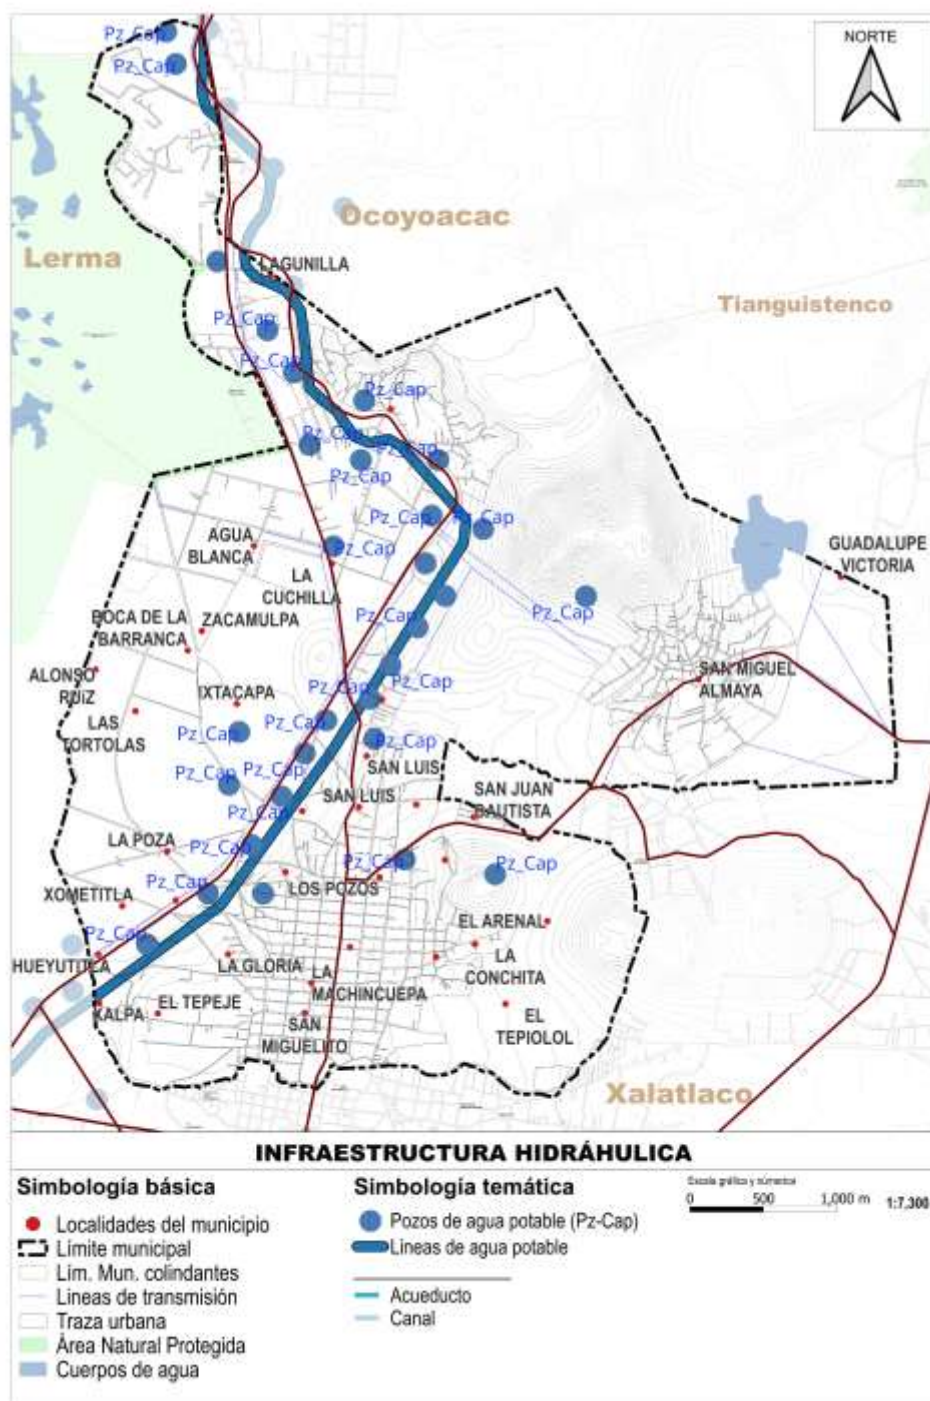 Pz_Cap
NORTE
Pz_Cap
Ocoyoacac
Lerma
LAGUNILLA
Tianguistenco
Pz_Cap
Pz_Cap
Pz_Cap
Pz_Cap
Pz_Cap
Pz_Cap
Pz_Cap
Pz_Cap
AGUA
BLANCA
Pz_Cap
GUADALUPE
VICTORIA
LA
CUCHILLA
BOCA DE LA
BARRANCA
ZACAMULPA
Pz_Cap
Pz_Cap
ALONSO
RUíZ
SAN MIGUEL
ALMAYA
Pz_Cap
Pz_Cap
IXTACAPA
LAS
TORTOLAS
Pz_Cap
Pz_Cap
Pz_Cap
SAN LUIS
Pz_Cap
Pz_Cap
SAN JUAN
BAUTISTA
SAN LUIS
Pz_Cap
LA POZA
Pz_Cap
Pz_Cap
Pz_Cap
XOMETITLA
Pz_Cap
LOS POZOS
EL ARENAL
Pz_Cap
HUEYUTITLA
LA GLORIA
LA
CONCHITA
LA
MACHINCUEPA
XALPA
EL TEPEJE
EL
TEPIOLOL
SAN
MIGUELITO
Xalatlaco
INFRAESTRUCTURA HIDRÁHULICA
Simbología básica
Localidades del municipio
Límite municipal
Lim. Mun. colindantes
Lineas de transmisión
Traza urbana
Área Natural Protegida
Cuerpos de agua
Simbología temática
Pozos de agua potable (Pz-Cap)
Lineas de agua potable
Acueducto
Canal
Escala gráfica y númerica
0 500 1,000 m
1:7,300